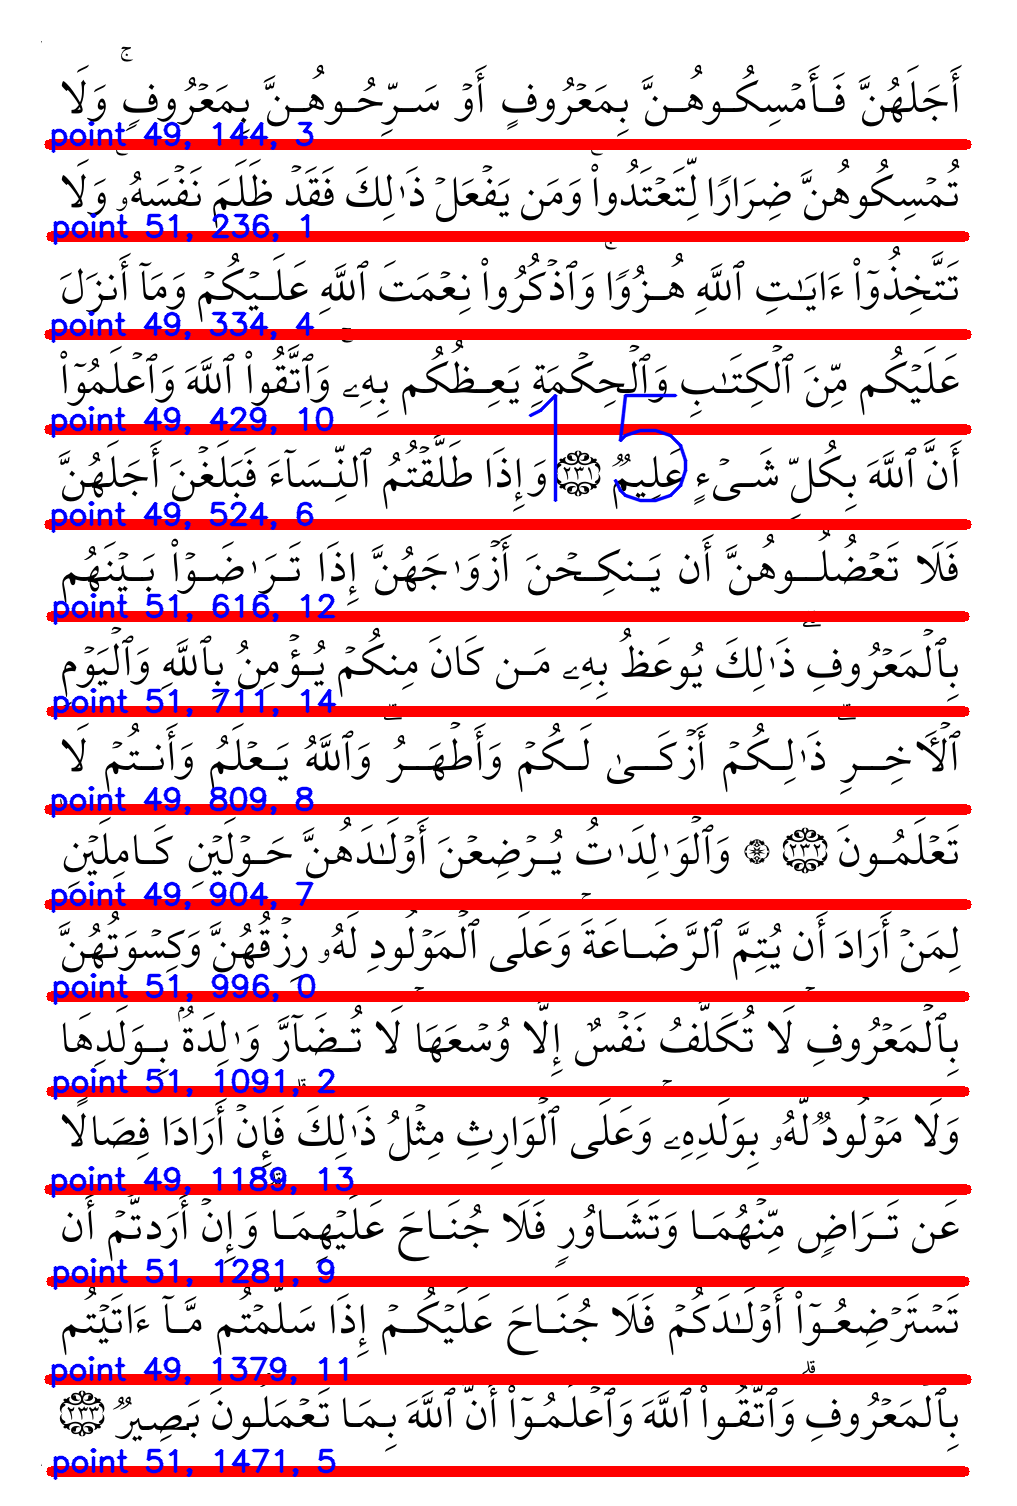 أَجَلَهُنَّ فَأَمۡسِكُوهُنَّ بِمَعۡرُوفٍ أَوۡ سَرِّحُوهُنَّ بِمَعۡرُوفٖۚ وَلَا
point 49, 144, 3
تُمۡسِكُوهُنَّ ضِرَارٗا لِّتَعۡتَدُواْۚ وَمَن يَفۡعَلۡ ذَٰلِكَ فَقَدۡ ظَلَمَ نَفۡسَهُۥۚ وَلَا
point 51, 236, 1
تَتَّخِذُوٓاْ ءَايَٰتِ ٱللَّهِ هُزُوٗاۚ وَٱذۡكُرُواْ نِعۡمَتَ ٱللَّهِ عَلَيۡكُمۡ وَمَآ أَنزَلَ
point 49, 334, 4
عَلَيۡكُم مِّنَ ٱلۡكِتَٰبِ وَٱلۡحِكۡمَةِ يَعِظُكُم بِهِۦۚ وَٱتَّقُواْ ٱللَّهَ وَٱعۡلَمُوٓاْ
point 49, 429, 10
15
أَنَّ ٱللَّهَ بِكُلِّ شَيۡءٍ عَلِيمٞ ٢٣١ وَإِذَا طَلَّقۡتُمُ ٱلنِّسَآءَ فَبَلَغۡنَ أَجَلَهُنَّ
point 49, 524, 6
فَلَا تَعۡضُلُوهُنَّ أَن يَنكِحۡنَ أَزۡوَٰجَهُنَّ إِذَا تَرَٰضَوۡاْ بَيۡنَهُم
point 51, 616, 12
بِٱلۡمَعۡرُوفِۗ ذَٰلِكَ يُوعَظُ بِهِۦ مَن كَانَ مِنكُمۡ يُؤۡمِنُ بِٱللَّهِ وَٱلۡيَوۡمِ
point 51, 711, 14
ٱلۡأٓخِرِۗ ذَٰلِكُمۡ أَزۡكَىٰ لَكُمۡ وَأَطۡهَرُۚ وَٱللَّهُ يَعۡلَمُ وَأَنتُمۡ لَا
point 49, 809, 8
تَعۡلَمُونَ ٢٣٢ ۞ وَٱلۡوَٰلِدَٰتُ يُرۡضِعۡنَ أَوۡلَٰدَهُنَّ حَوۡلَيۡنِ كَامِلَيۡنِۖ
point 49, 904, 7
لِمَنۡ أَرَادَ أَن يُتِمَّ ٱلرَّضَاعَةَۚ وَعَلَى ٱلۡمَوۡلُودِ لَهُۥ رِزۡقُهُنَّ وَكِسۡوَتُهُنَّ
point 51, 996, 0
بِٱلۡمَعۡرُوفِۚ لَا تُكَلَّفُ نَفۡسٌ إِلَّا وُسۡعَهَاۚ لَا تُضَآرَّ وَٰلِدَةُۢ بِوَلَدِهَا
point 51, 1091, 2
وَلَا مَوۡلُودٞ لَّهُۥ بِوَلَدِهِۦۚ وَعَلَى ٱلۡوَارِثِ مِثۡلُ ذَٰلِكَۗ فَإِنۡ أَرَادَا فِصَالًا
point 49, 1189, 13
عَن تَرَاضٖ مِّنۡهُمَا وَتَشَاوُرٖ فَلَا جُنَاحَ عَلَيۡهِمَاۗ وَإِنۡ أَرَدتُّمۡ أَن
point 51, 1281, 9
تَسۡتَرۡضِعُوٓاْ أَوۡلَٰدَكُمۡ فَلَا جُنَاحَ عَلَيۡكُمۡ إِذَا سَلَّمۡتُم مَّآ ءَاتَيۡتُم
point 49, 1379, 11
بِٱلۡمَعۡرُوفِۗ وَٱتَّقُواْ ٱللَّهَ وَٱعۡلَمُوٓاْ أَنَّ ٱللَّهَ بِمَا تَعۡمَلُونَ بَصِيرٞ ٢٣٣
point 51, 1471, 5